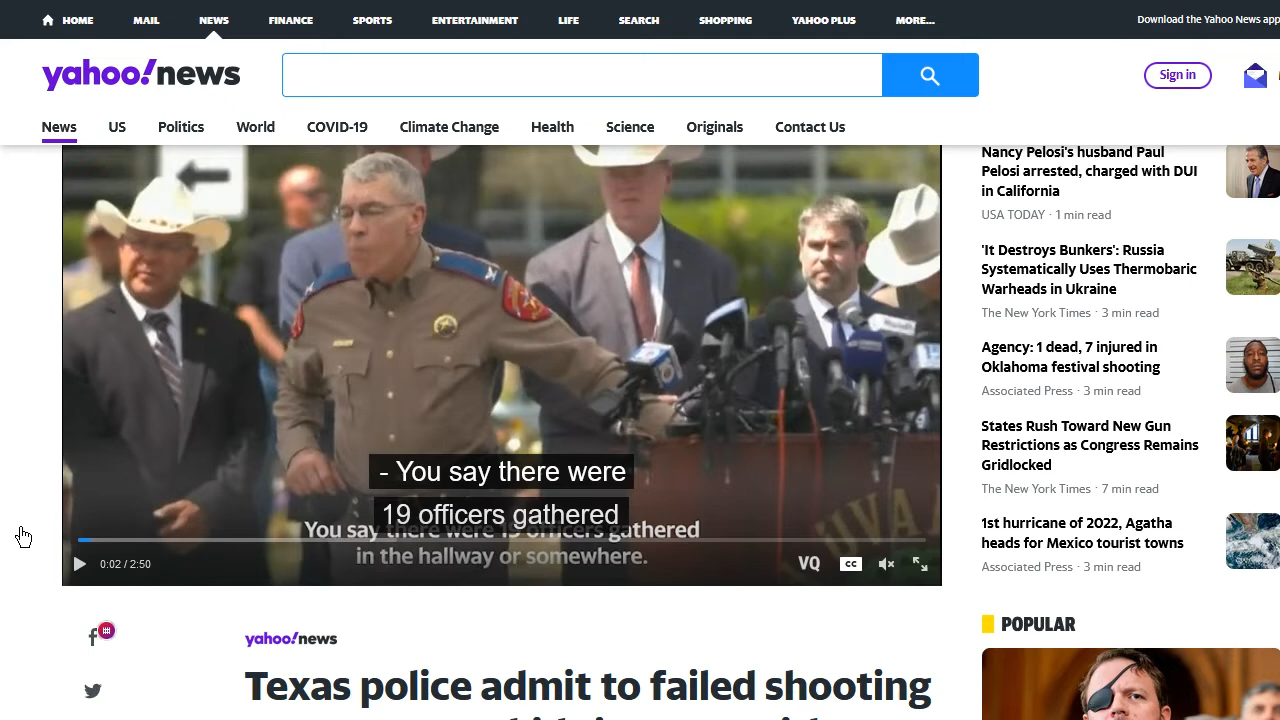 HOME
MAIL
NEWS
FINANCE
SPORTS
ENTERTAINMENT
LIFE
SEARCH
SHOPPING
YAHOO PLUS
MORE...
Download the Yahoo News app
yahoo!news
Sign in
News
US
Politics
World
COVID-19
Climate Change
Health
Science
Originals
Contact Us
- You say there were
19 officers gathered
You say there were 19 officers gathered
in the hallway or somewhere.
0:02 / 2:50
VQ
CC
yahoo!news
Texas police admit to failed shooting
Nancy Pelosi's husband Paul
Pelosi arrested, charged with DUI
in California
USA TODAY · 1 min read
'It Destroys Bunkers': Russia
Systematically Uses Thermobaric
Warheads in Ukraine
The New York Times · 3 min read
Agency: 1 dead, 7 injured in
Oklahoma festival shooting
Associated Press · 3 min read
States Rush Toward New Gun
Restrictions as Congress Remains
Gridlocked
The New York Times · 7 min read
1st hurricane of 2022, Agatha
heads for Mexico tourist towns
Associated Press · 3 min read
POPULAR